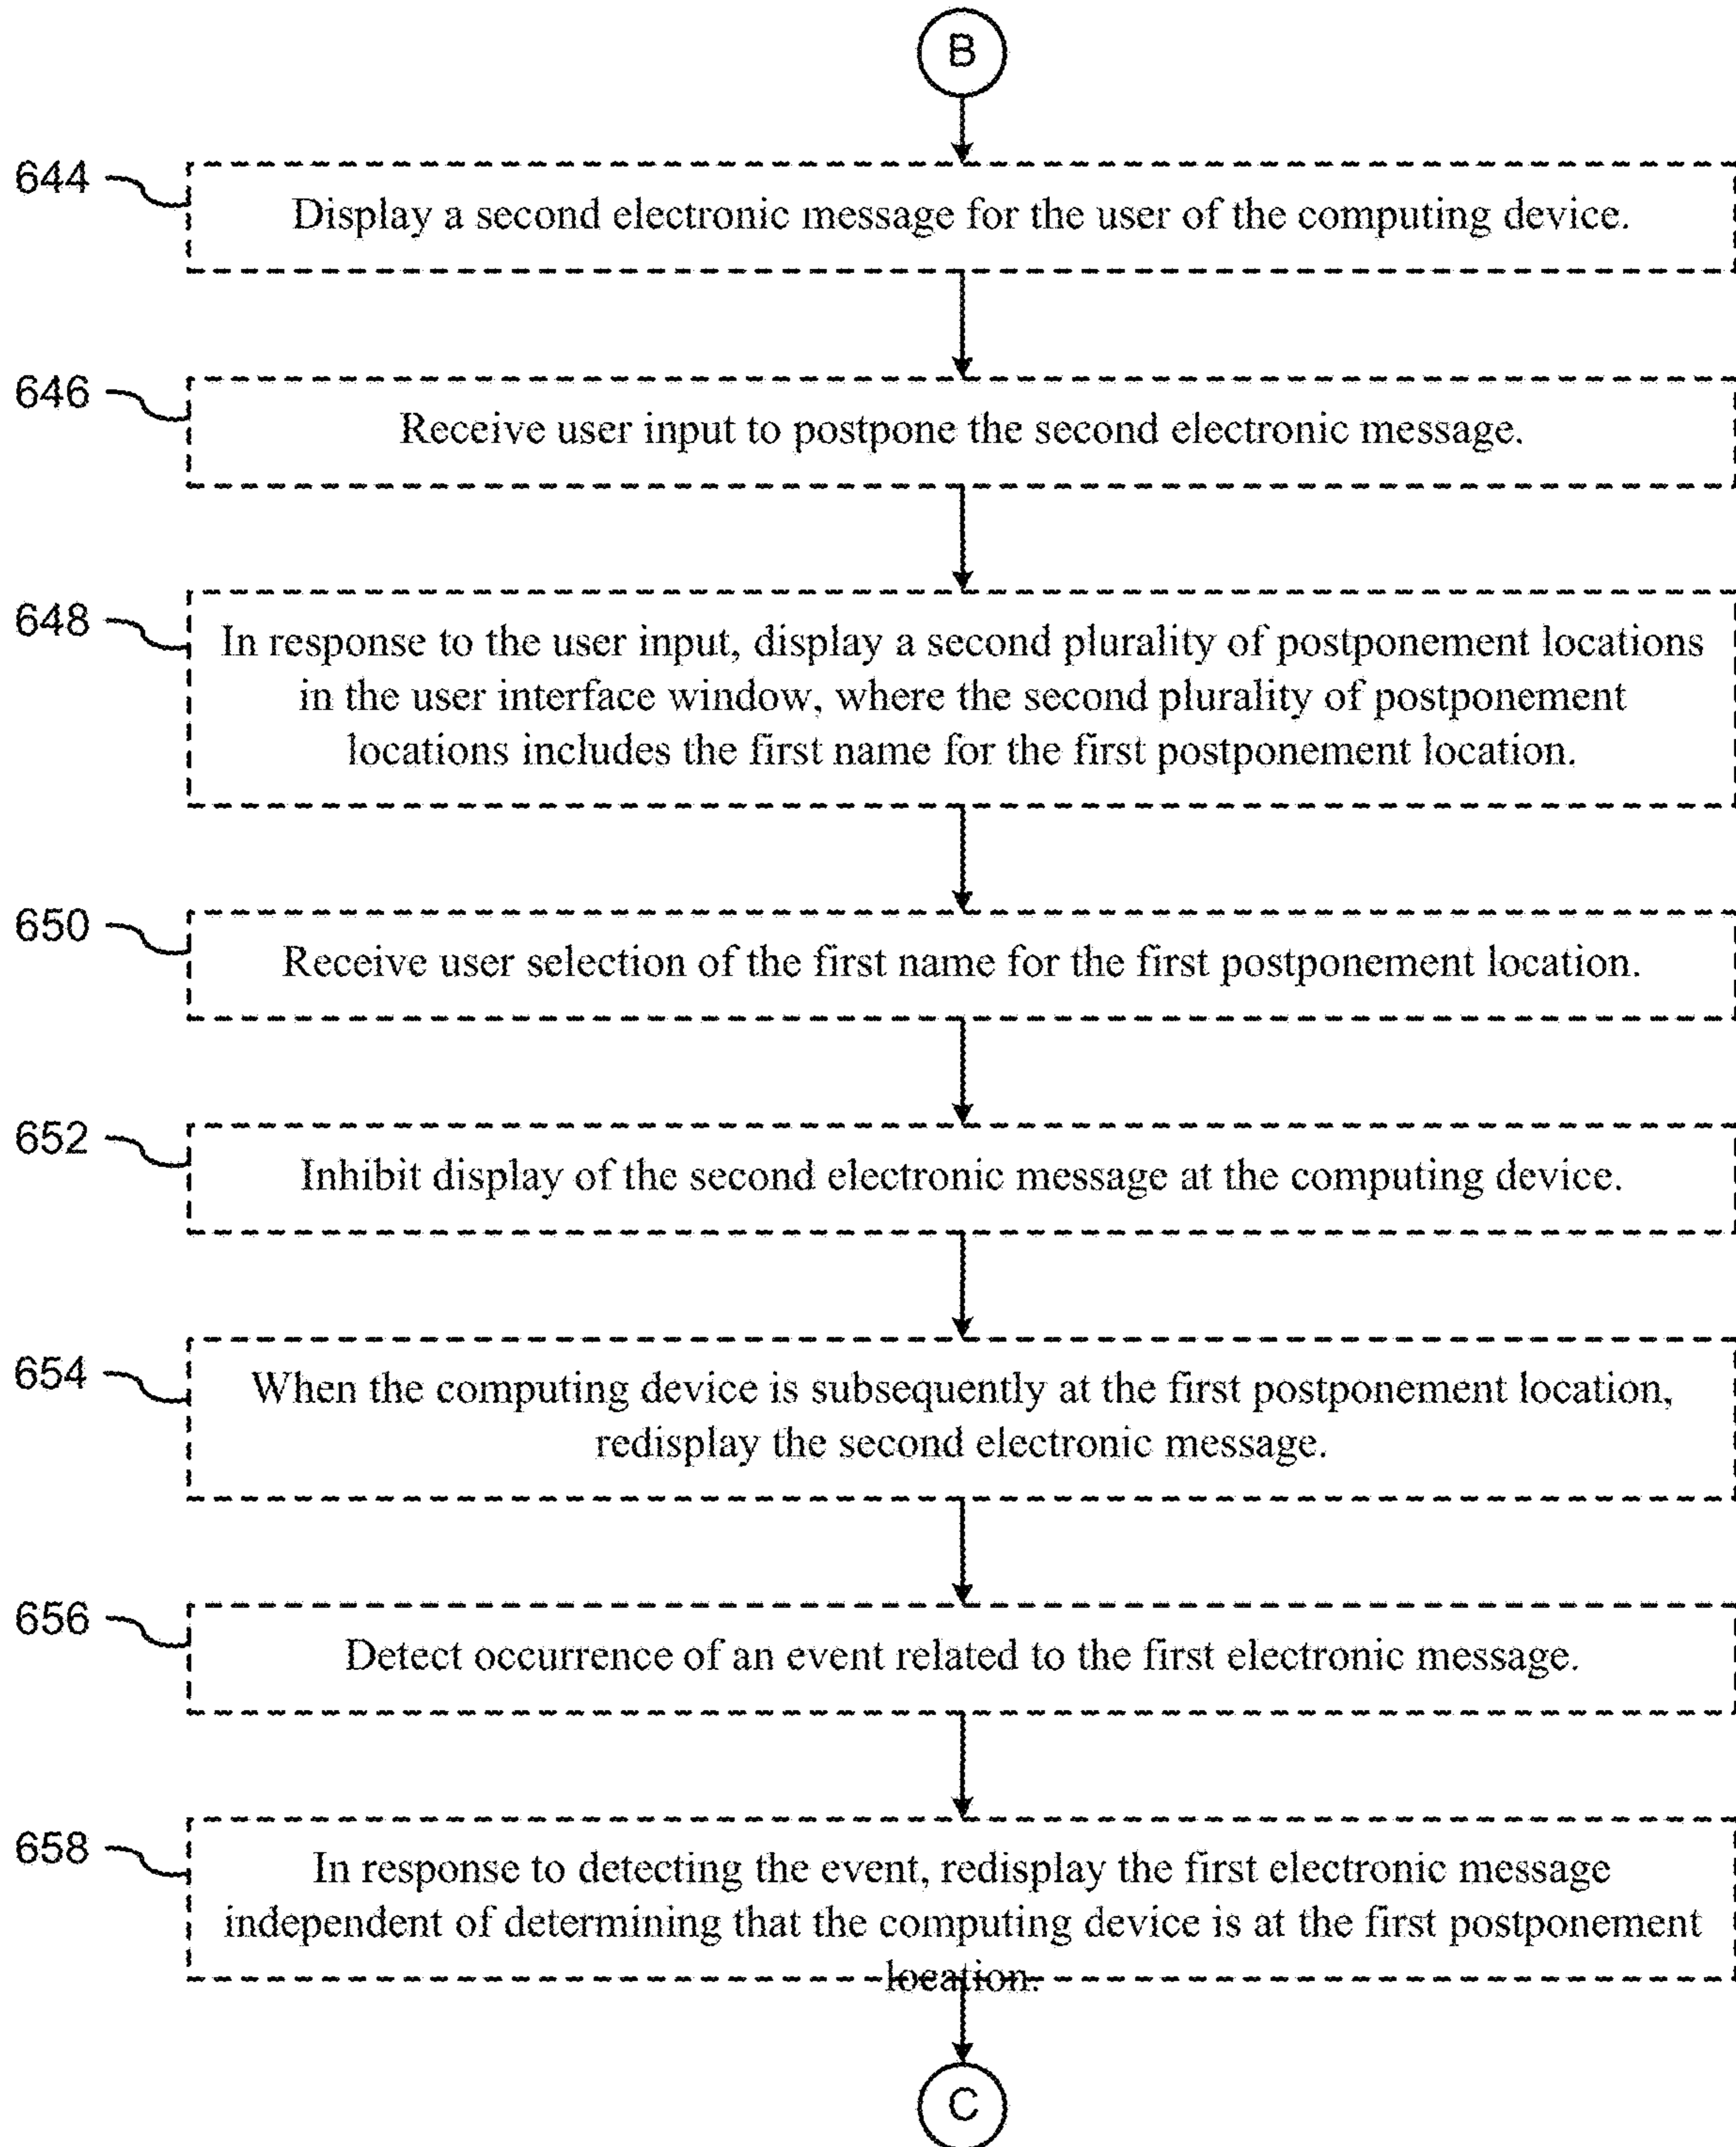 B
644
Display a second electronic message for the user of the computing device.
646
Receive user input to postpone the second electronic message.
648
In response to the user input, display a second plurality of postponement locations
in the user interface window, where the second plurality of postponement
locations includes the first name for the first postponement location.
650
Receive user selection of the first name for the first postponement location.
652
Inhibit display of the second electronic message at the computing device.
654
When the computing device is subsequently at the first postponement location,
redisplay the second electronic message.
656
Detect occurrence of an event related to the first electronic message.
658
In response to detecting the event, redisplay the first electronic message
independent of determining that the computing device is at the first postponement
location.
C